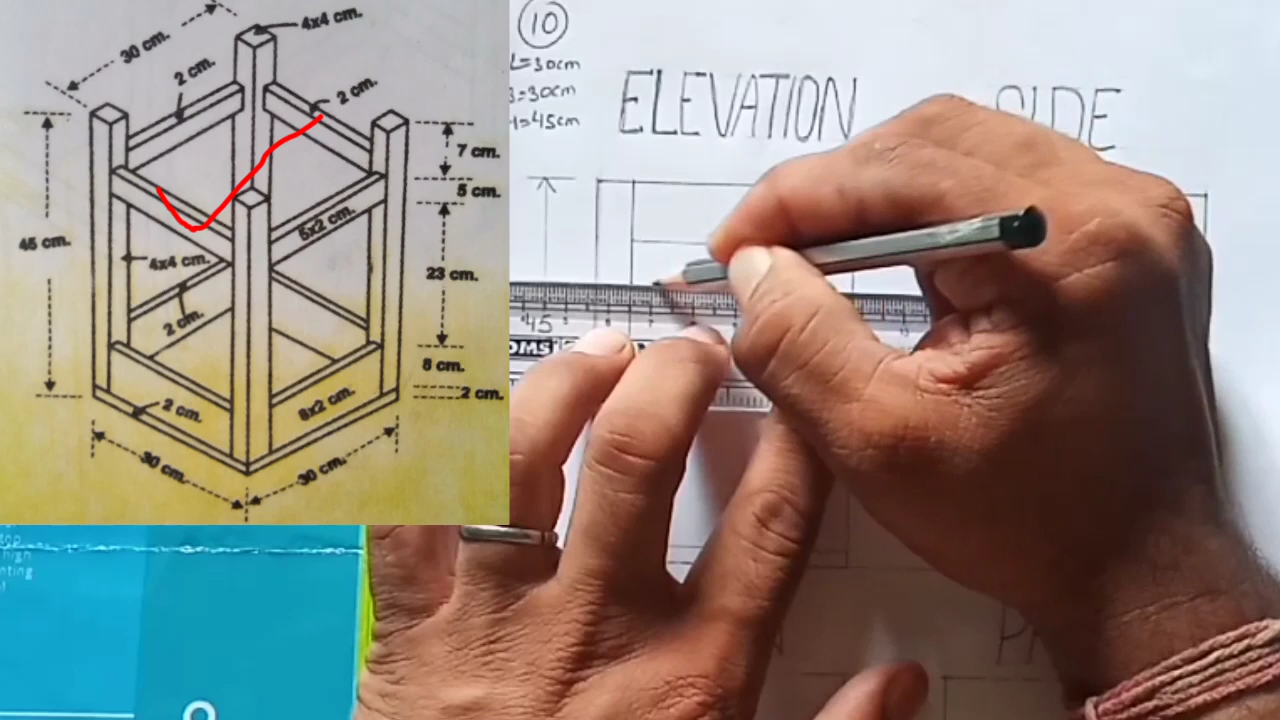 30 cm.
4x4 cm.
2 cm.
2 cm.
7 cm.
5 cm.
5x2 cm.
45 cm.
4x4 cm.
23 cm.
2 cm.
8 cm.
2 cm.
2 cm.
8x2 cm.
30 cm.
30 cm.
10
L=30cm
=30cm
=45cm
ELEVATION
SIDE
45
high